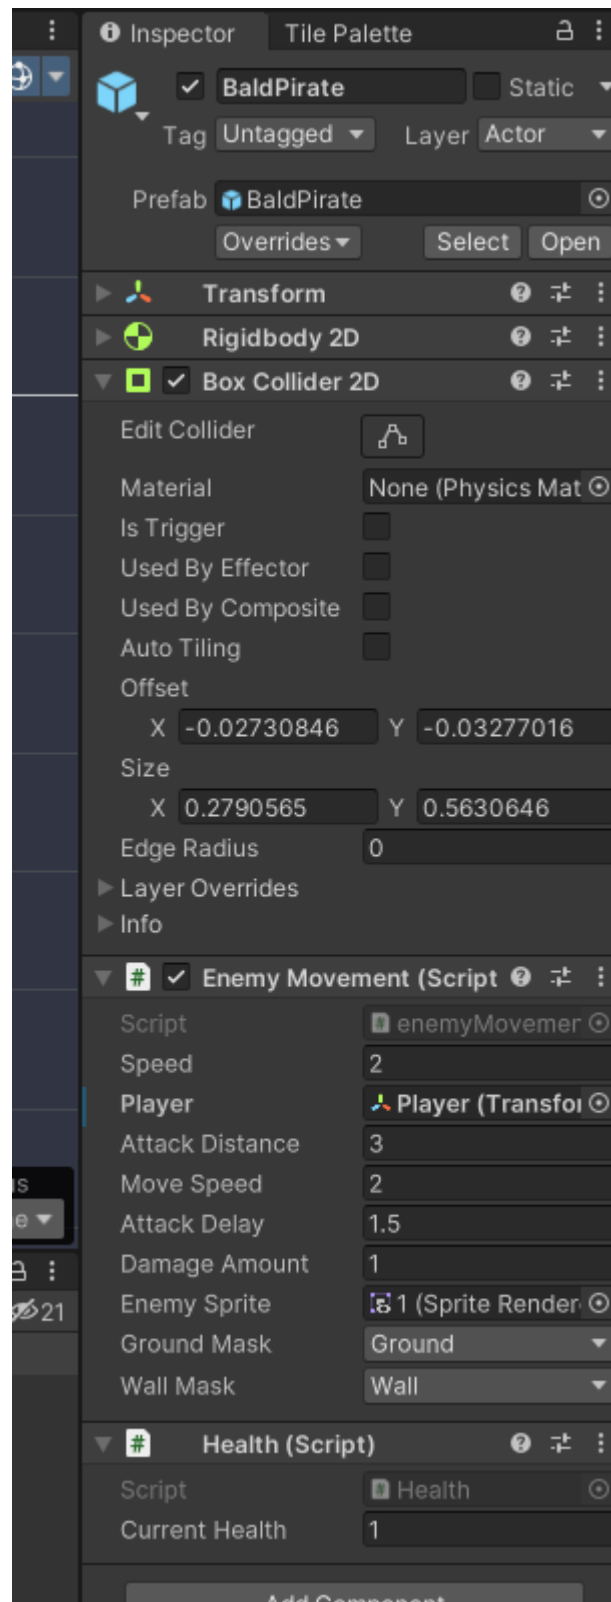 Inspector Tile Palette
BaldPirate Static
Tag Untagged Layer Actor
Prefab BaldPirate
Overrides Select Open
Transform
Rigidbody 2D
Box Collider 2D
Edit Collider
Material None (Physics Mat
Is Trigger
Used By Effector
Used By Composite
Auto Tiling
Offset
X -0.02730846 Y -0.03277016
Size
X 0.2790565 Y 0.5630646
Edge Radius 0
Layer Overrides
Info
# Enemy Movement (Script
Script # enemyMovemer
Speed 2
Player Player (Transfor
Attack Distance 3
is
Move Speed 2
e
Attack Delay 1.5
Damage Amount 1
21
Enemy Sprite 1 (Sprite Render
Ground Mask Ground
Wall Mask Wall
# Health (Script)
Script # Health
Current Health 1
Add Component